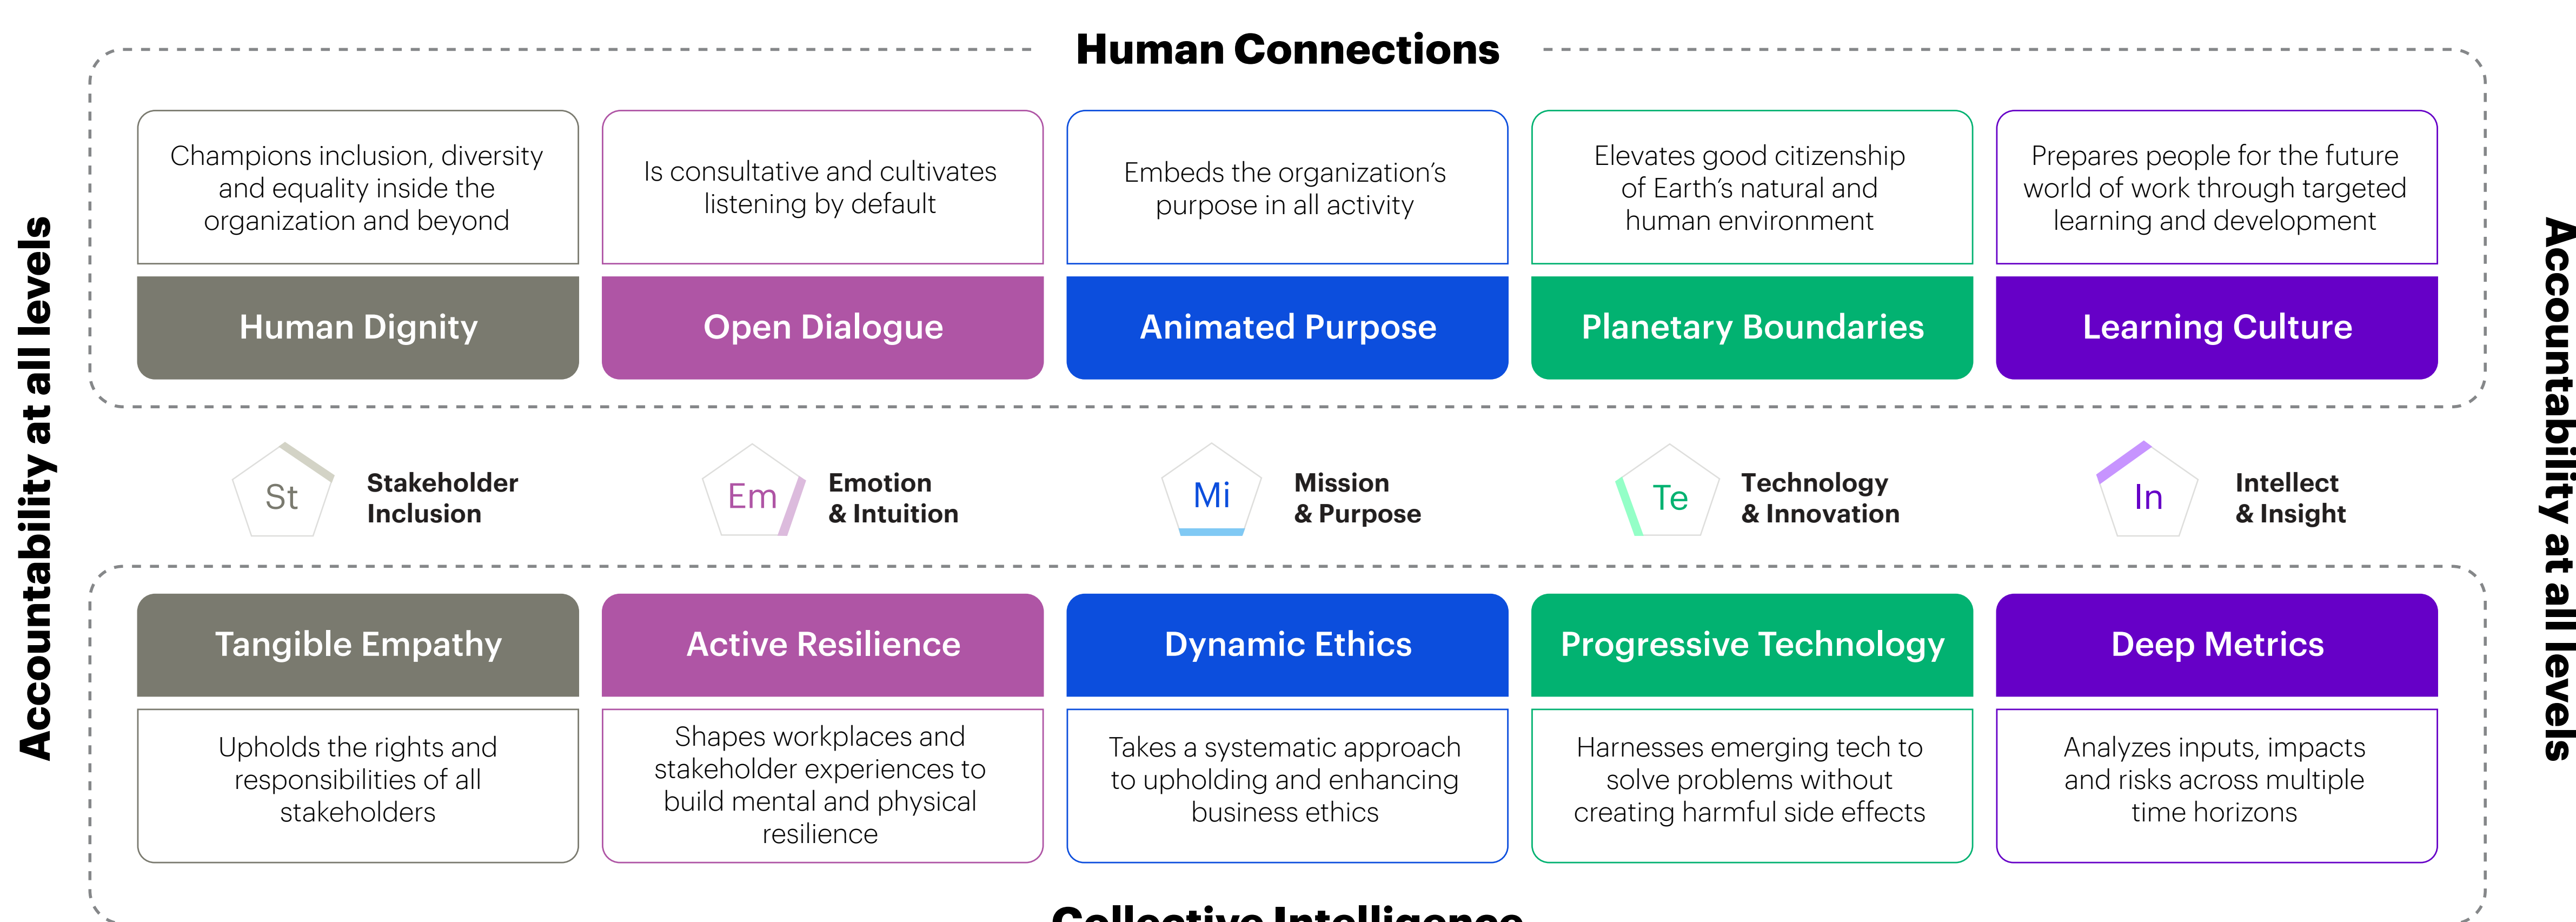 Human Connections
Accountability at all levels
Champions inclusion, diversity
and equality inside the
organization and beyond
Human Dignity
Is consultative and cultivates
listening by default
Open Dialogue
Embeds the organization’s
purpose in all activity
Animated Purpose
Elevates good citizenship
of Earth’s natural and
human environment
Planetary Boundaries
Prepares people for the future
world of work through targeted
learning and development
Learning Culture
St
Stakeholder
Inclusion
Em
Emotion
& Intuition
Mi
Mission
& Purpose
Te
Technology
& Innovation
In
Intellect
& Insight
Tangible Empathy
Upholds the rights and
responsibilities of all
stakeholders
Active Resilience
Shapes workplaces and
stakeholder experiences to
build mental and physical
resilience
Dynamic Ethics
Takes a systematic approach
to upholding and enhancing
business ethics
Progressive Technology
Harnesses emerging tech to
solve problems without
creating harmful side effects
Deep Metrics
Analyzes inputs, impacts
and risks across multiple
time horizons
Accountability at all levels
Collective Intelligence